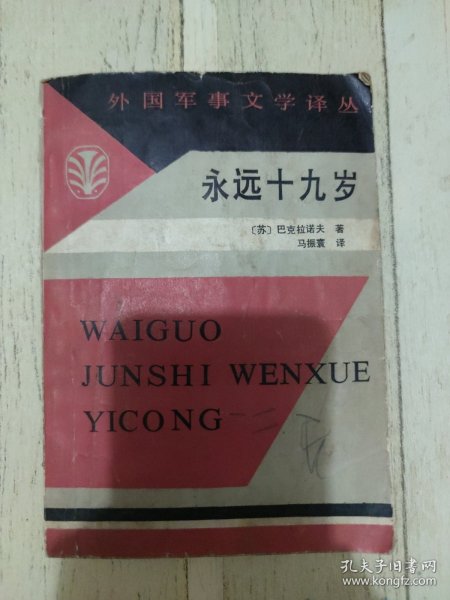 外国军事文学译丛
永远十九岁
〔苏〕巴克拉诺夫 著
马振寰 译
WAIGUO
JUNSHI WENXUE
YICONG
孔夫子旧书网
www.kongfz.com